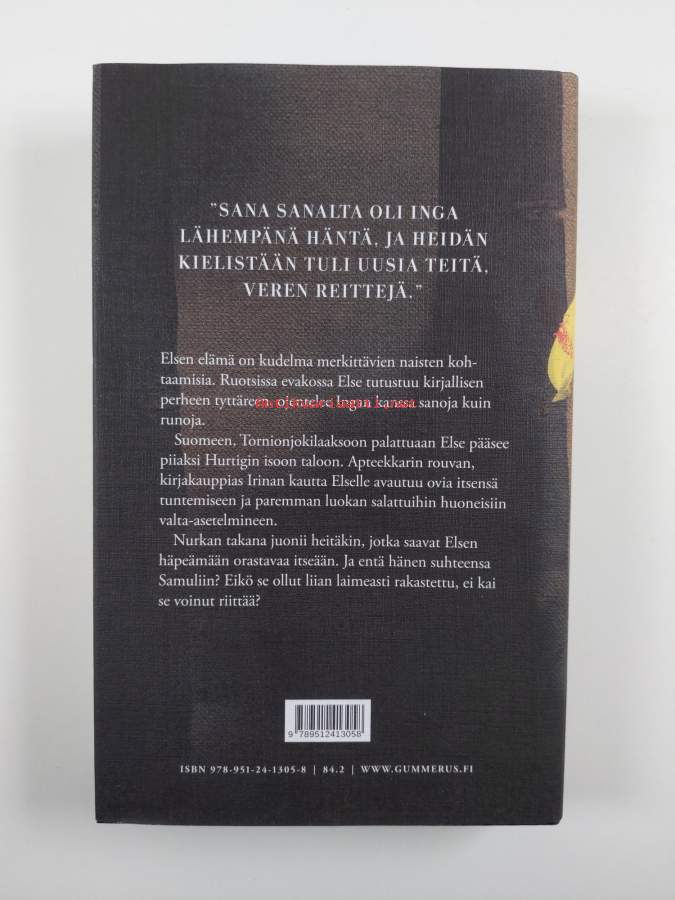 "SANA SANALTA OLI INGA
LÄHEMPÄNÄ HÄNTÄ, JA HEIDÄN
KIELISTÄÄN TULI UUSIA TEITÄ,
VEREN REITTEJÄ."
Elsen elämä on kudelma merkittävien naisten koh-
taamisia. Ruotsissa evakossa Else tutustuu kirjallisen
perheen tyttäreen, Ingan kanssa sanoja kuin
runoja.
Suomeen, Tornionjokilaaksoon palattuaan Else pääsee
piiaksi Hurtigin isoon taloon. Apteekkarin rouvan,
kirjakauppias Irinan kautta Elselle avautuu ovia itsensä
tuntemiseen ja paremman luokan salattuihin huoneisiin
valta-asetelmineen.
Nurkan takana juonii heitäkin, jotka saavat Elsen
häpeämään orastavaa itseään. Ja entä hänen suhteensa
Samuliin? Eikö se ollut liian laimeasti rakastettu, ei kai
se voinut riittää?
9 789512 413058
ISBN 978-951-24-1305-8 | 84.2 | WWW.GUMMERUS.FI